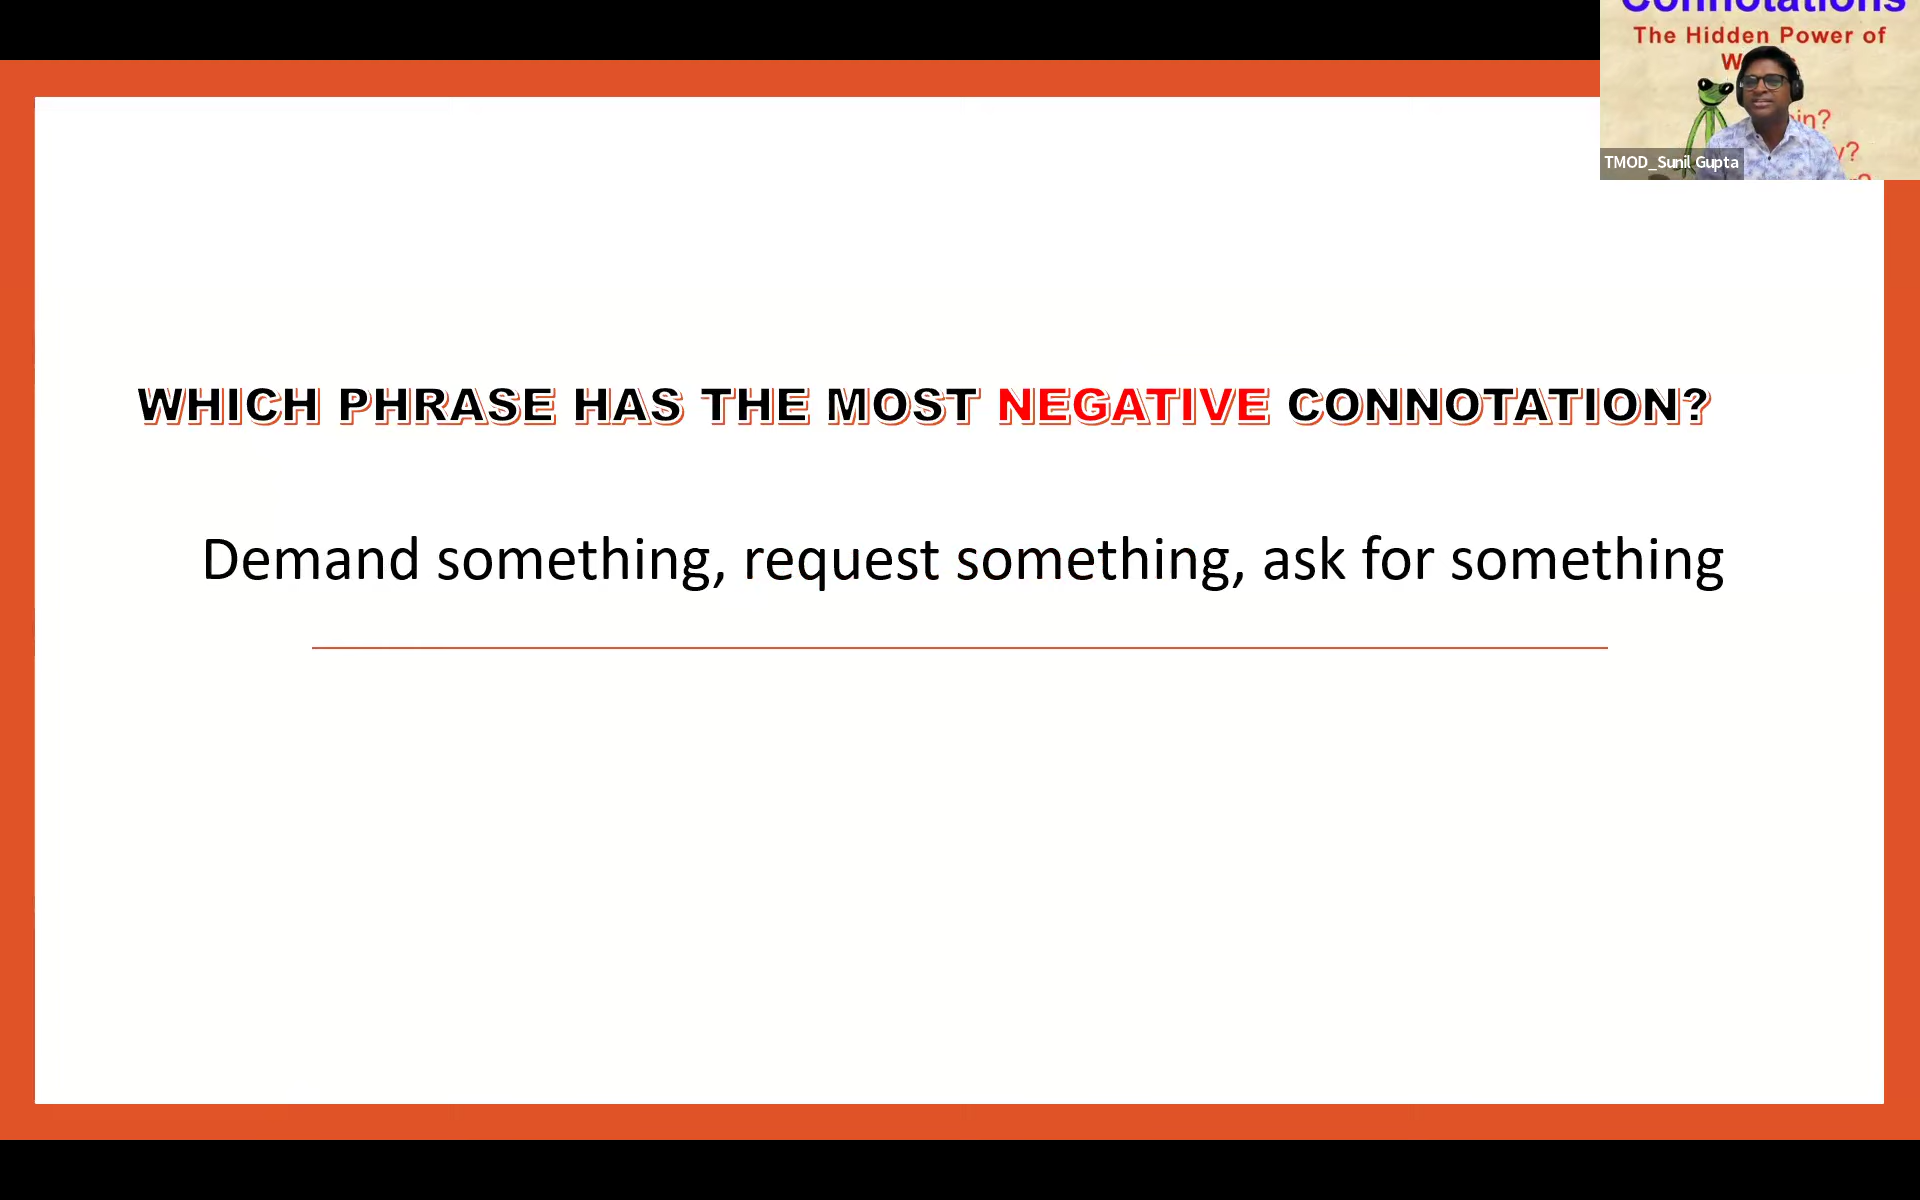 WHICH PHRASE HAS THE MOST NEGATIVE CONNOTATION?
Demand something, request something, ask for something
Connotations
The Hidden Power of
TMOD_Sunil Gupta